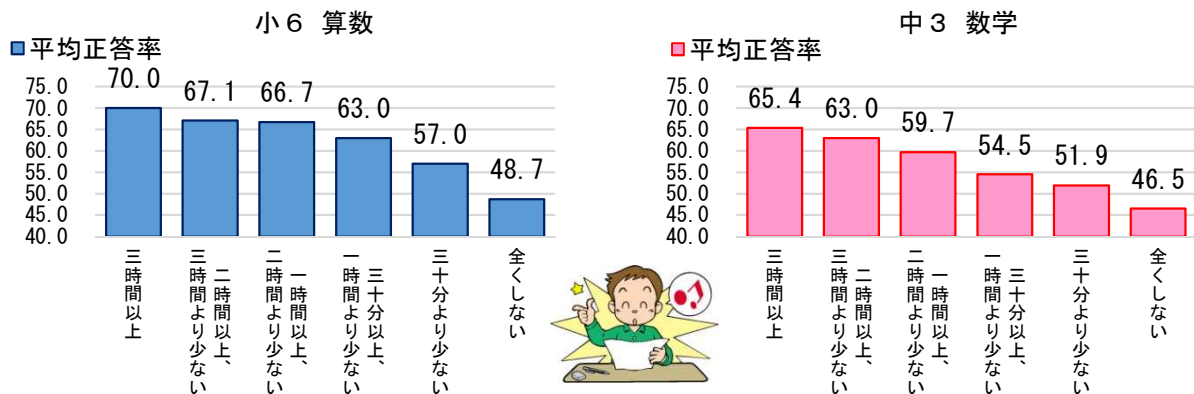 小6 算数
平均正答率
75.0
70.0
65.0
60.0
55.0
50.0
45.0
40.0
70.0
67.1
66.7
63.0
57.0
48.7
三時間以上
二時間以上、
三時間より少ない
一時間以上、
二時間より少ない
三十分以上、
一時間より少ない
三十分より少ない
全くしない
中3 数学
平均正答率
75.0
70.0
65.0
60.0
55.0
50.0
45.0
40.0
65.4
63.0
59.7
54.5
51.9
46.5
三時間以上
二時間以上、
三時間より少ない
一時間以上、
二時間より少ない
三十分以上、
一時間より少ない
三十分より少ない
全くしない